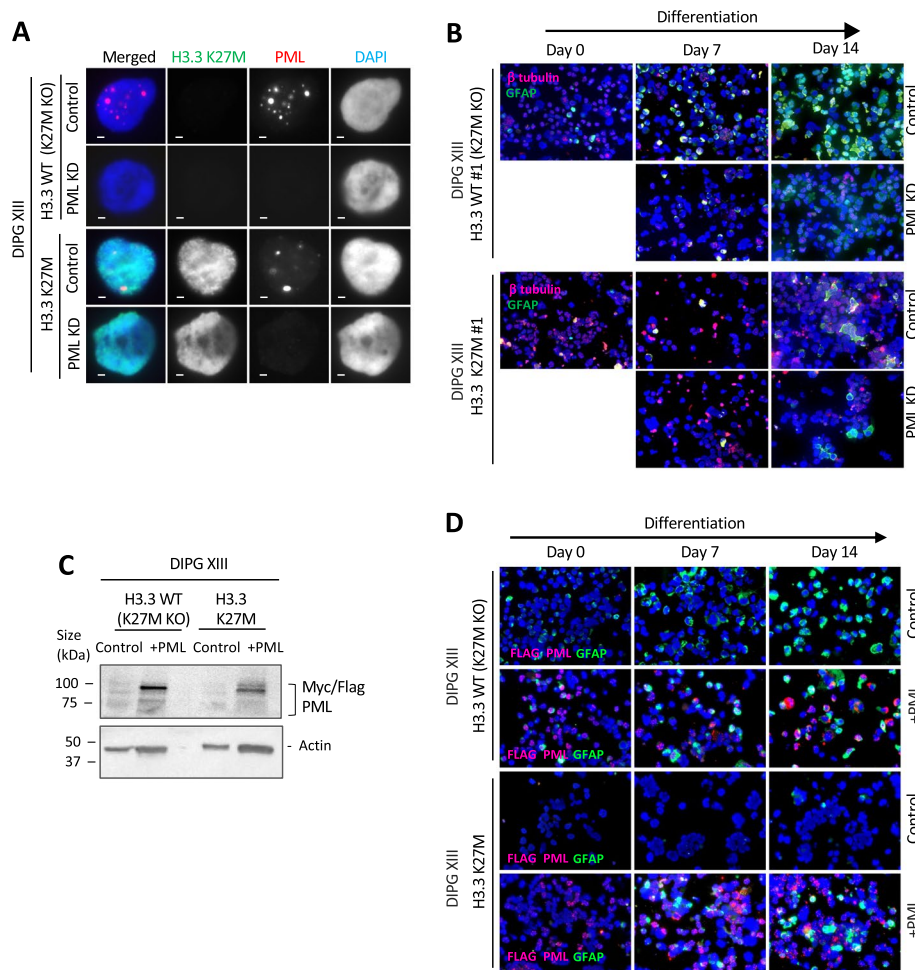 A
Merged H3.3 K27M PML DAPI
DIPG XIII
H3.3 WT (K27M KO)
Control
PML KD
H3.3 K27M
Control
PML KD
B
Differentiation
Day 0 Day 7 Day 14
DIPG XIII
H3.3 WT #1 (K27M KO)
β tubulin
GFAP
Control
PML KD
DIPG XIII
H3.3 K27M #1
β tubulin
GFAP
Control
PML KD
C
DIPG XIII
H3.3 WT
(K27M KO)
H3.3
K27M
Size
(kDa)
Control +PML Control +PML
100
75
Myc/Flag
PML
50
37
- Actin
D
Differentiation
Day 0 Day 7 Day 14
DIPG XIII
H3.3 WT (K27M KO)
FLAG PML GFAP
Control
FLAG PML GFAP
+PML
DIPG XIII
H3.3 K27M
FLAG PML GFAP
Control
FLAG PML GFAP
+PML